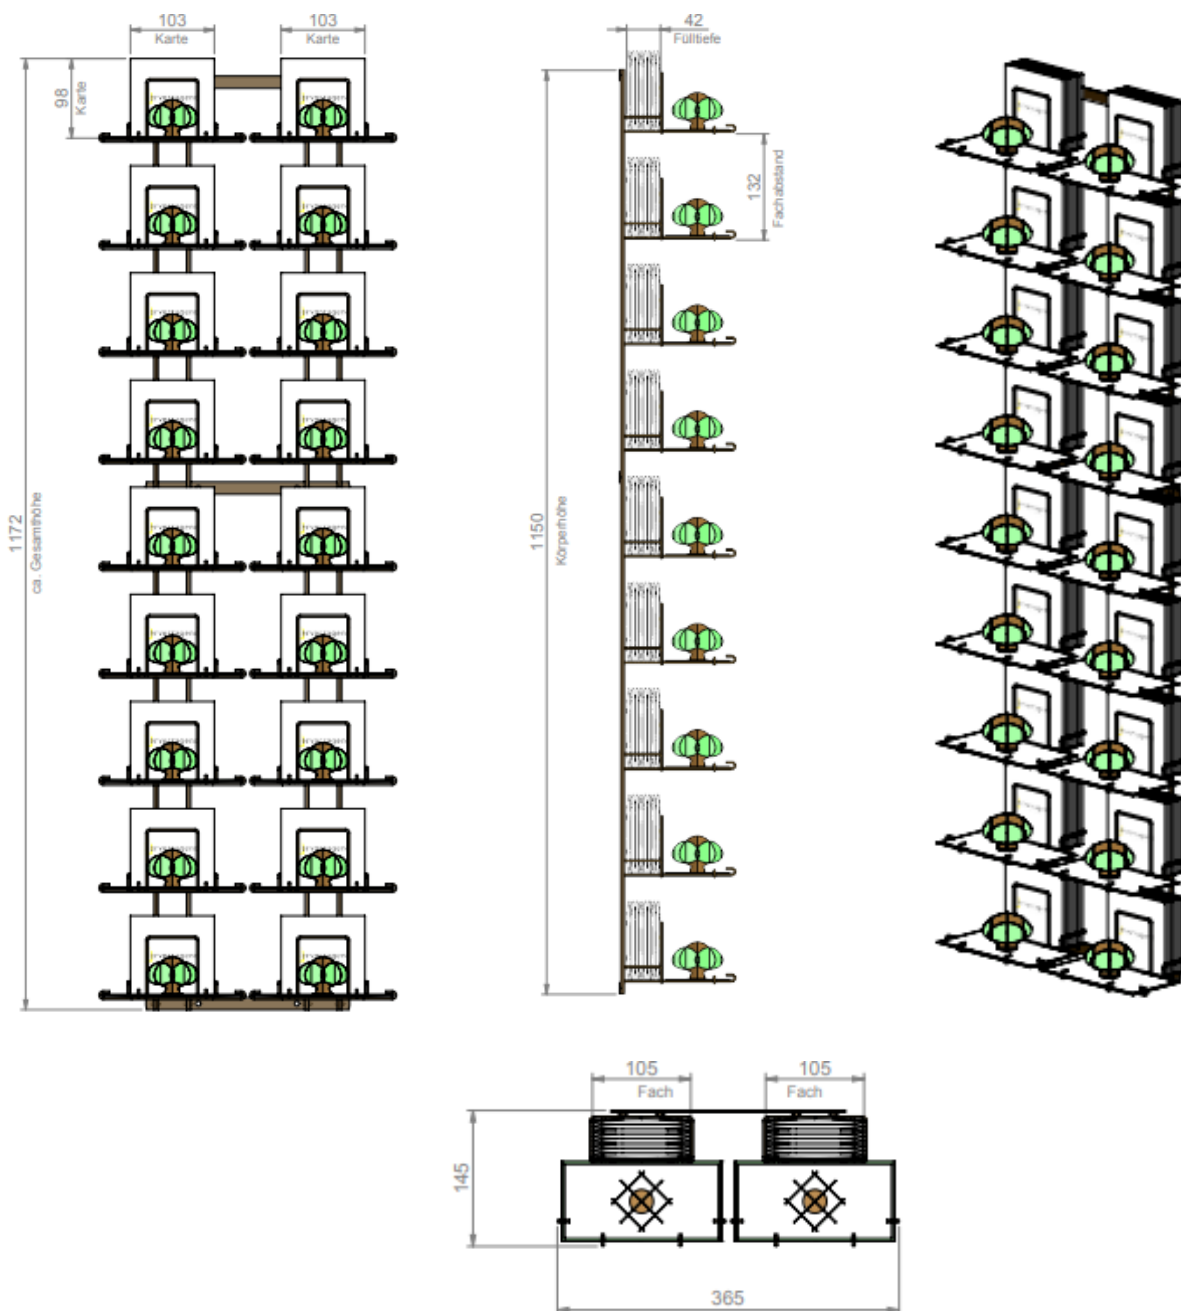 103
Karte
103
Karte
98
Karte
1172
ca. Gesamthöhe
42
Fülltiefe
132
Fachabstand
1150
Körperhöhe
105
Fach
105
Fach
145
365